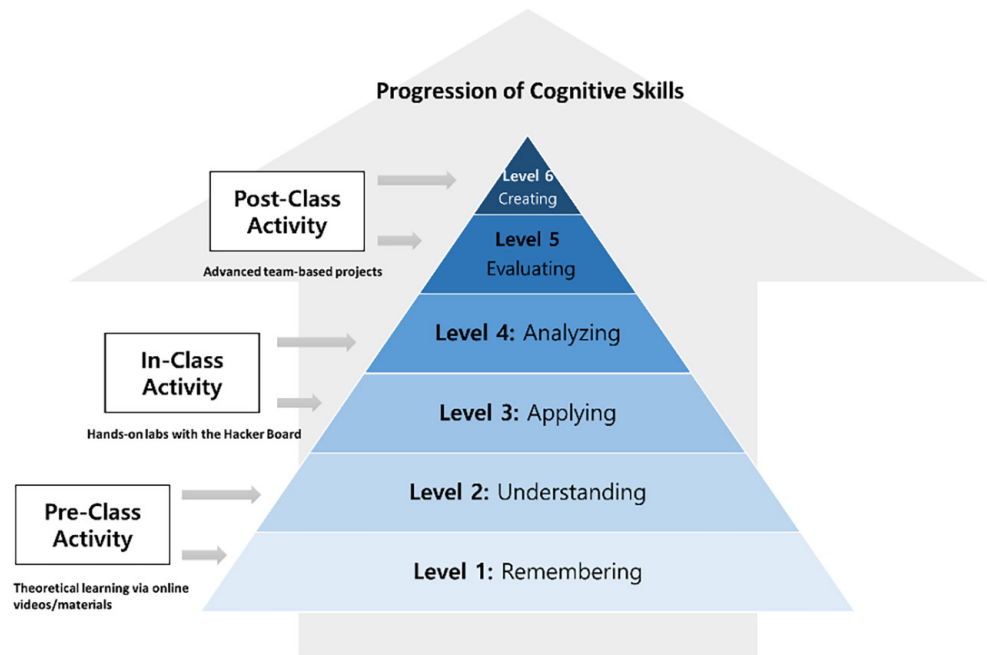 Progression of Cognitive Skills
Level 6
Creating
Post-Class
Activity
Advanced team-based projects
Level 5
Evaluating
Level 4: Analyzing
In-Class
Activity
Hands-on labs with the Hacker Board
Level 3: Applying
Level 2: Understanding
Pre-Class
Activity
Theoretical learning via online
videos/materials
Level 1: Remembering